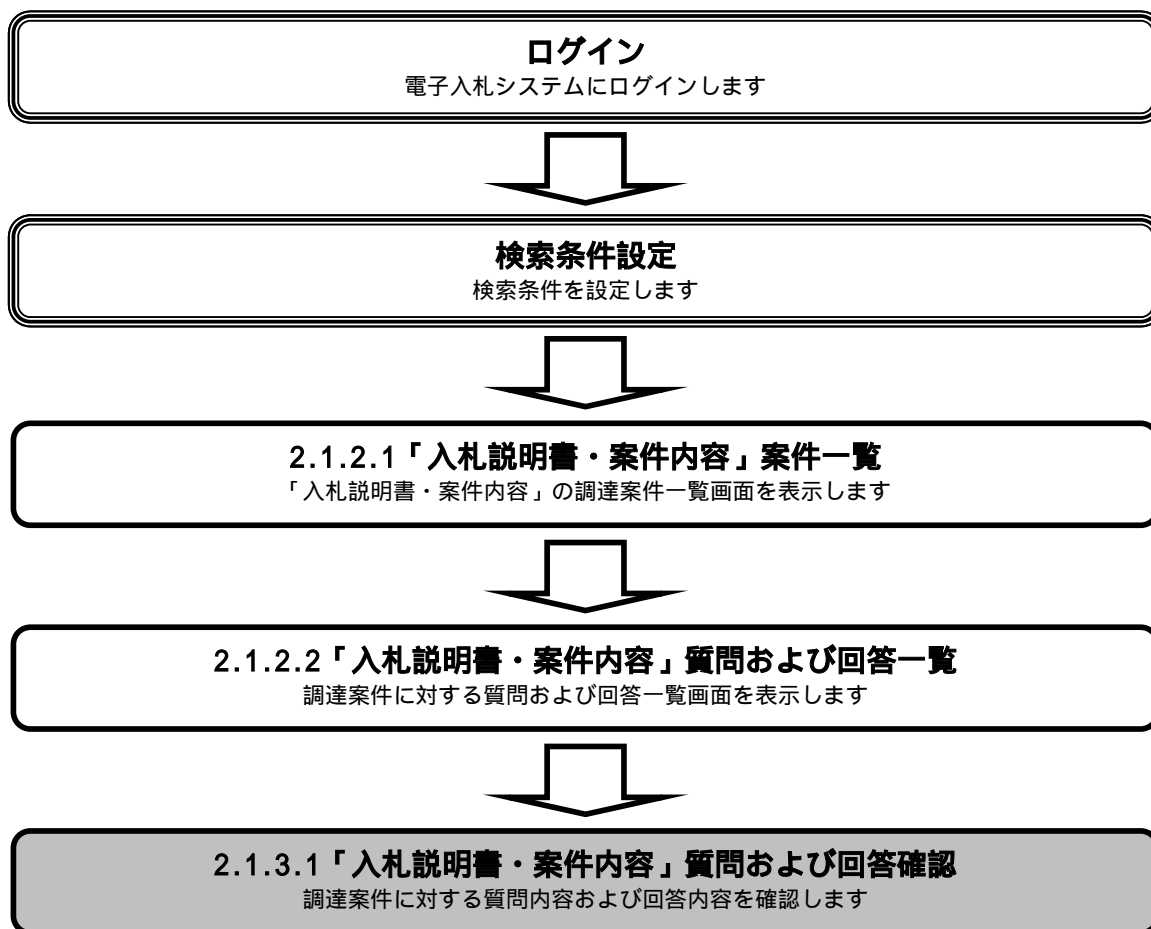 ログイン
電子入札システムにログインします
検索条件設定
検索条件を設定します
2.1.2.1「入札説明書・案件内容」案件一覧
「入札説明書・案件内容」の調達案件一覧画面を表示します
2.1.2.2「入札説明書・案件内容」質問および回答一覧
調達案件に対する質問および回答一覧画面を表示します
2.1.3.1「入札説明書・案件内容」質問および回答確認
調達案件に対する質問内容および回答内容を確認します